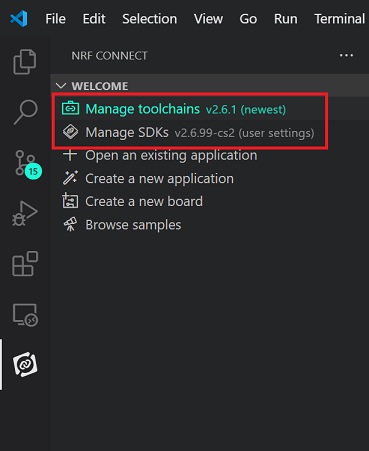 File Edit Selection View Go Run Terminal
NRF CONNECT
WELCOME
Manage toolchains v2.6.1 (newest)
Manage SDKs v2.6.99-cs2 (user settings)
Open an existing application
Create a new application
15
Create a new board
Browse samples